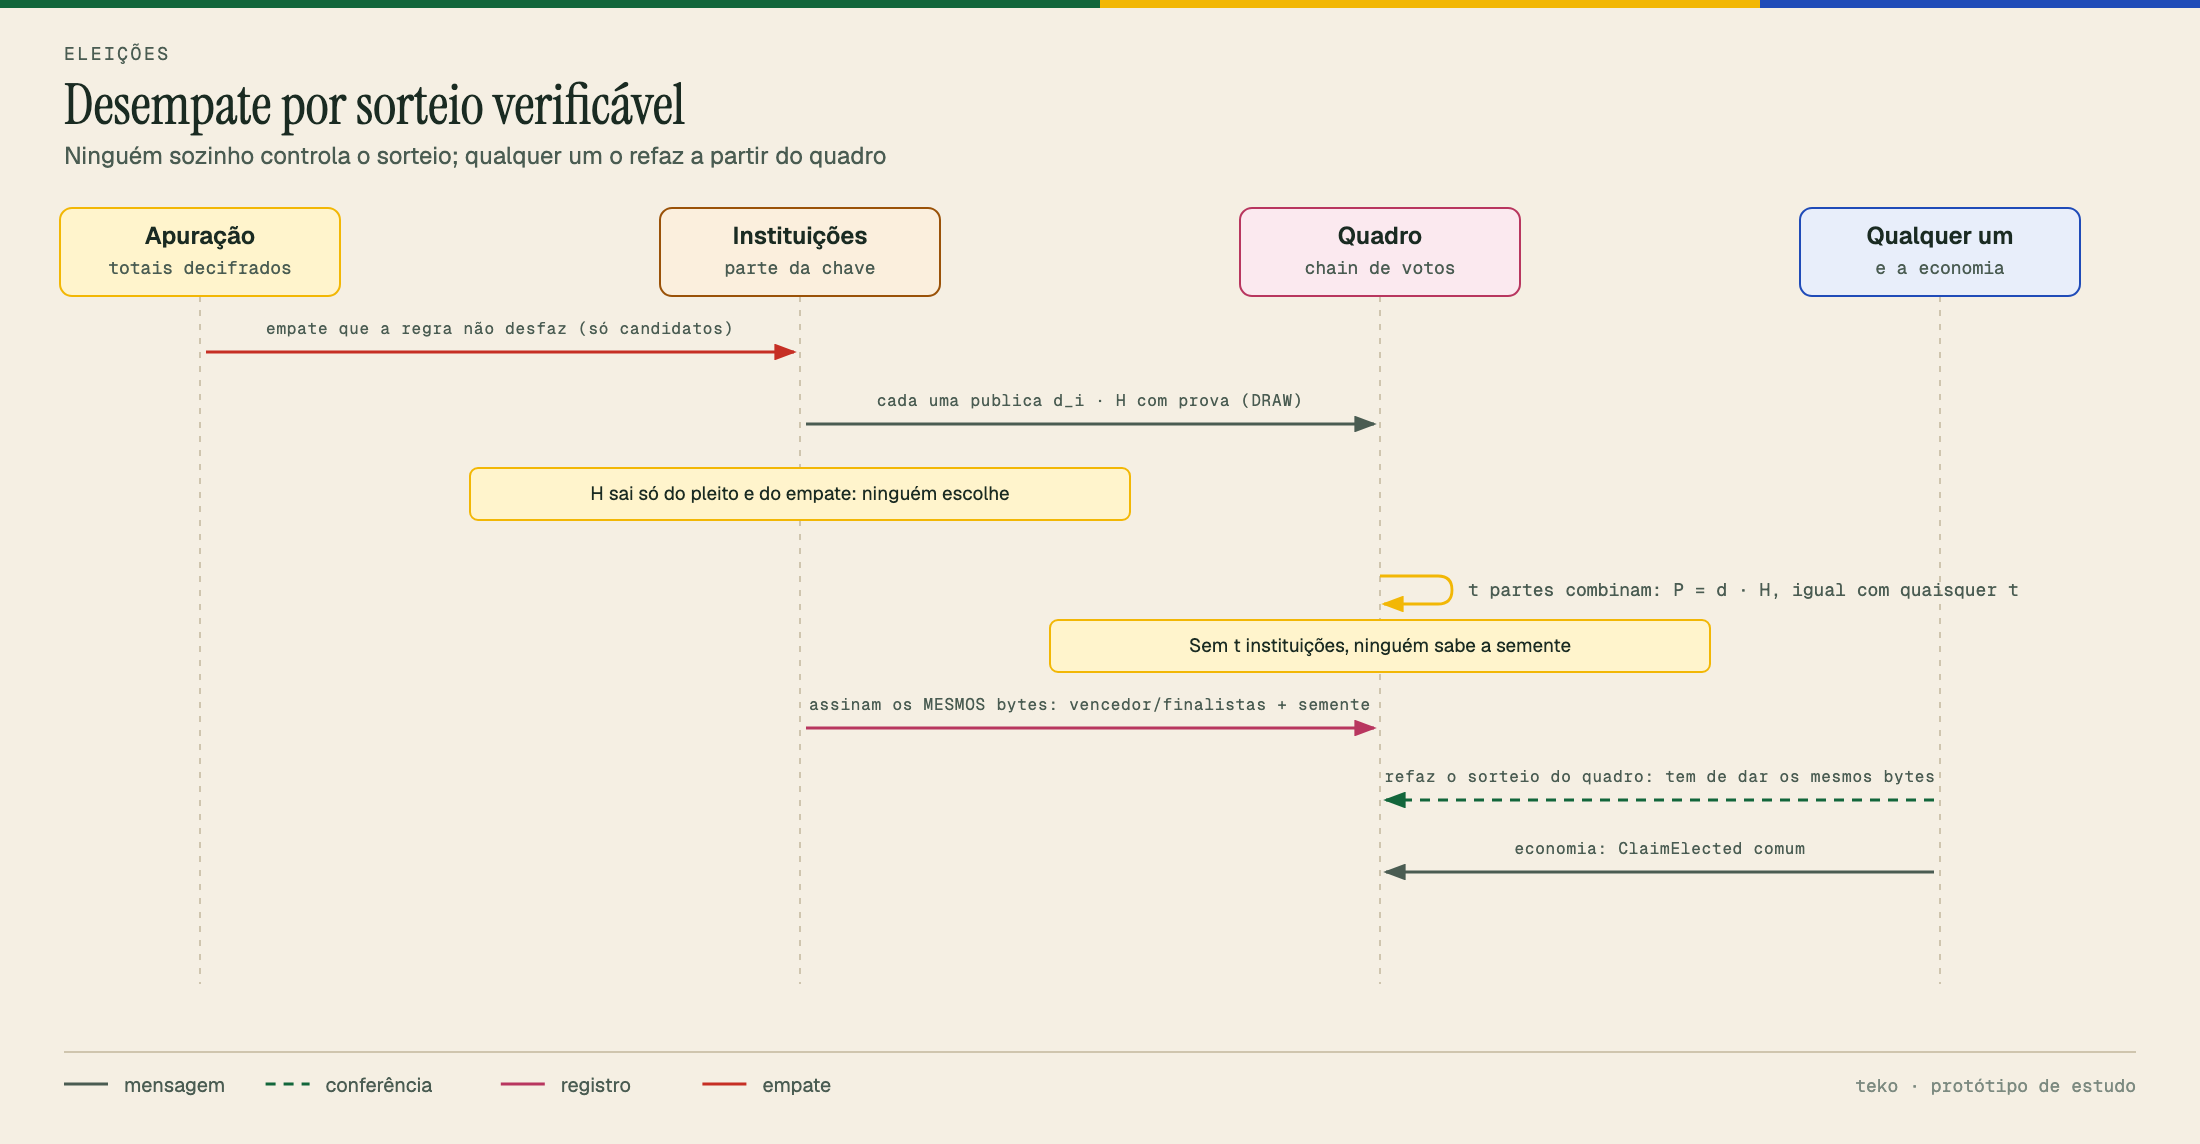 ELEIÇÕES
Desempate por sorteio verificável
Ninguém sozinho controla o sorteio; qualquer um o refaz a partir do quadro
Apuração
totais decifrados
Instituições
parte da chave
Quadro
chain de votos
Qualquer um
e a economia
empate que a regra não desfaz (só candidatos)
cada uma publica d_i · H com prova (DRAW)
H sai só do pleito e do empate: ninguém escolhe
t partes combinam: P = d · H, igual com quaisquer t
Sem t instituições, ninguém sabe a semente
assinam os MESMOS bytes: vencedor/finalistas + semente
refaz o sorteio do quadro: tem de dar os mesmos bytes
economia: ClaimElected comum
mensagem
conferência
registro
empate
teko · protótipo de estudo